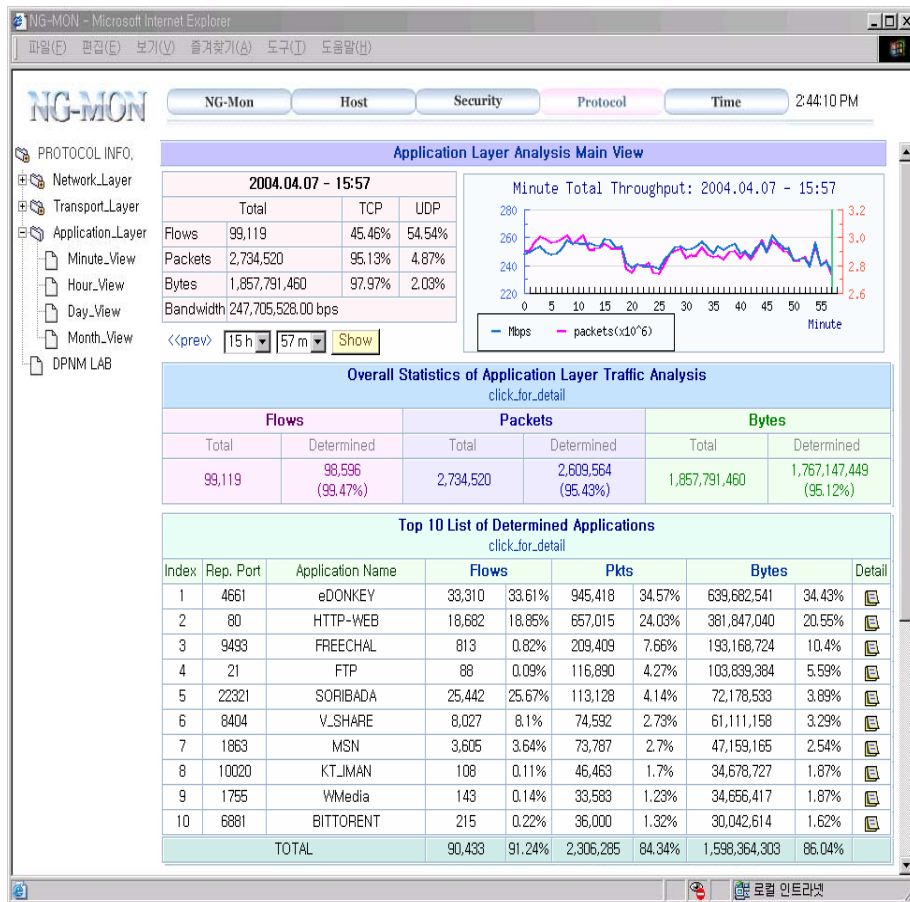 NG-MON - Microsoft Internet Explorer
파일(F) 편집(E) 보기(V) 즐겨찾기(A) 도구(T) 도움말(H)
NG-MON
NG-Mon Host Security Protocol Time 2:44:10 PM
PROTOCOL INFO,
Network_Layer
Transport_Layer
Application_Layer
Minute_View
Hour_View
Day_View
Month_View
DPNM LAB
Application Layer Analysis Main View
2004.04.07 - 15:57
Total TCP UDP
Flows 99,119 45.46% 54.54%
Packets 2,734,520 95.13% 4.87%
Bytes 1,857,791,460 97.97% 2.03%
Bandwidth 247,705,528.00 bps
<<prev> 15 h 57 m Show
Minute Total Throughput: 2004.04.07 - 15:57
280 3.2
260 3.0
240 2.8
220 2.6
0 5 10 15 20 25 30 35 40 45 50 55
Minute
Mbps packets(x10^6)
Overall Statistics of Application Layer Traffic Analysis
click_for_detail
Flows Packets Bytes
Total Determined Total Determined Total Determined
99,119 98,596 (99.47%) 2,734,520 2,609,564 (95.43%) 1,857,791,460 1,767,147,449 (95.12%)
Top 10 List of Determined Applications
click_for_detail
Index Rep. Port Application Name Flows Pkts Bytes Detail
1 4661 eDONKEY 33,310 33.61% 945,418 34.57% 639,682,541 34.43%
2 80 HTTP-WEB 18,682 18.85% 657,015 24.03% 381,847,040 20.55%
3 9493 FREECHAL 813 0.82% 209,409 7.66% 193,168,724 10.4%
4 21 FTP 88 0.09% 116,890 4.27% 103,839,384 5.59%
5 22321 SORIBADA 25,442 25.67% 113,128 4.14% 72,178,533 3.89%
6 8404 V_SHARE 8,027 8.1% 74,592 2.73% 61,111,158 3.29%
7 1863 MSN 3,605 3.64% 73,787 2.7% 47,159,165 2.54%
8 10020 KT_IMAN 108 0.11% 46,463 1.7% 34,678,727 1.87%
9 1755 WMedia 143 0.14% 33,583 1.23% 34,656,417 1.87%
10 6881 BITTORENT 215 0.22% 36,000 1.32% 30,042,614 1.62%
TOTAL 90,433 91.24% 2,306,285 84.34% 1,598,364,303 86.04%
로컬 인트라넷